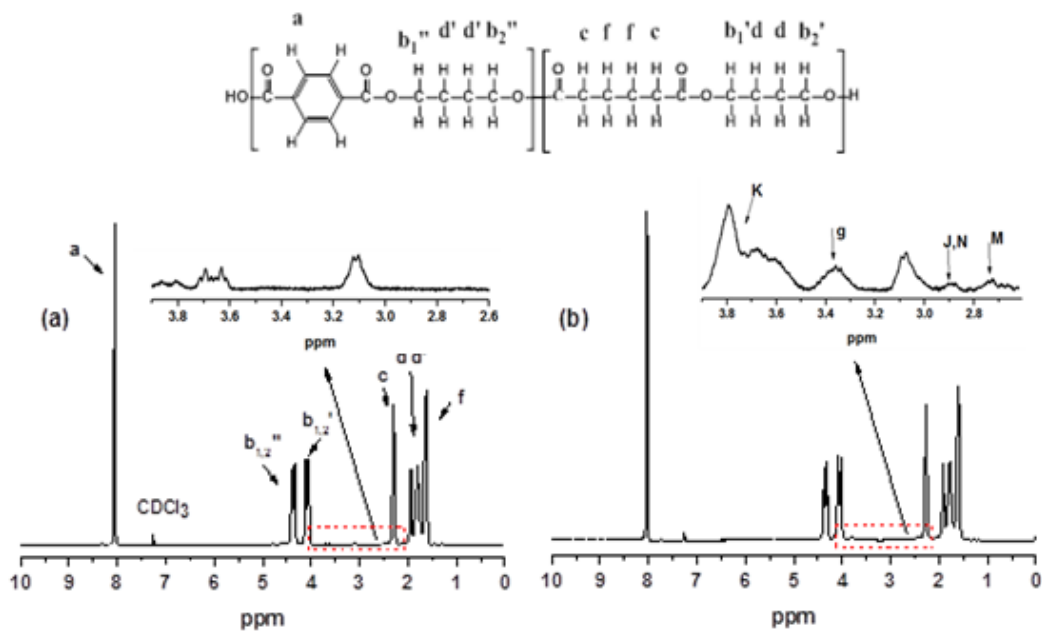 a
b₁" d' d' b₂"
c f f c
b₁' d d b₂'
H H H H H H
O O H H H H O H H H H O H H H H
HO C C O C C C C O C C C C C C O C C C C O H
H H H H H H H H H H H H
H H
(a)
a
3.8 3.6 3.4 3.2 3.0 2.8 2.6
ppm
CDCl₃
b₁,₂"
b₁,₂'
c
d d'
f
10 9 8 7 6 5 4 3 2 1 0
ppm
(b)
K
g
J,N
M
3.8 3.6 3.4 3.2 3.0 2.8
ppm
10 9 8 7 6 5 4 3 2 1 0
ppm